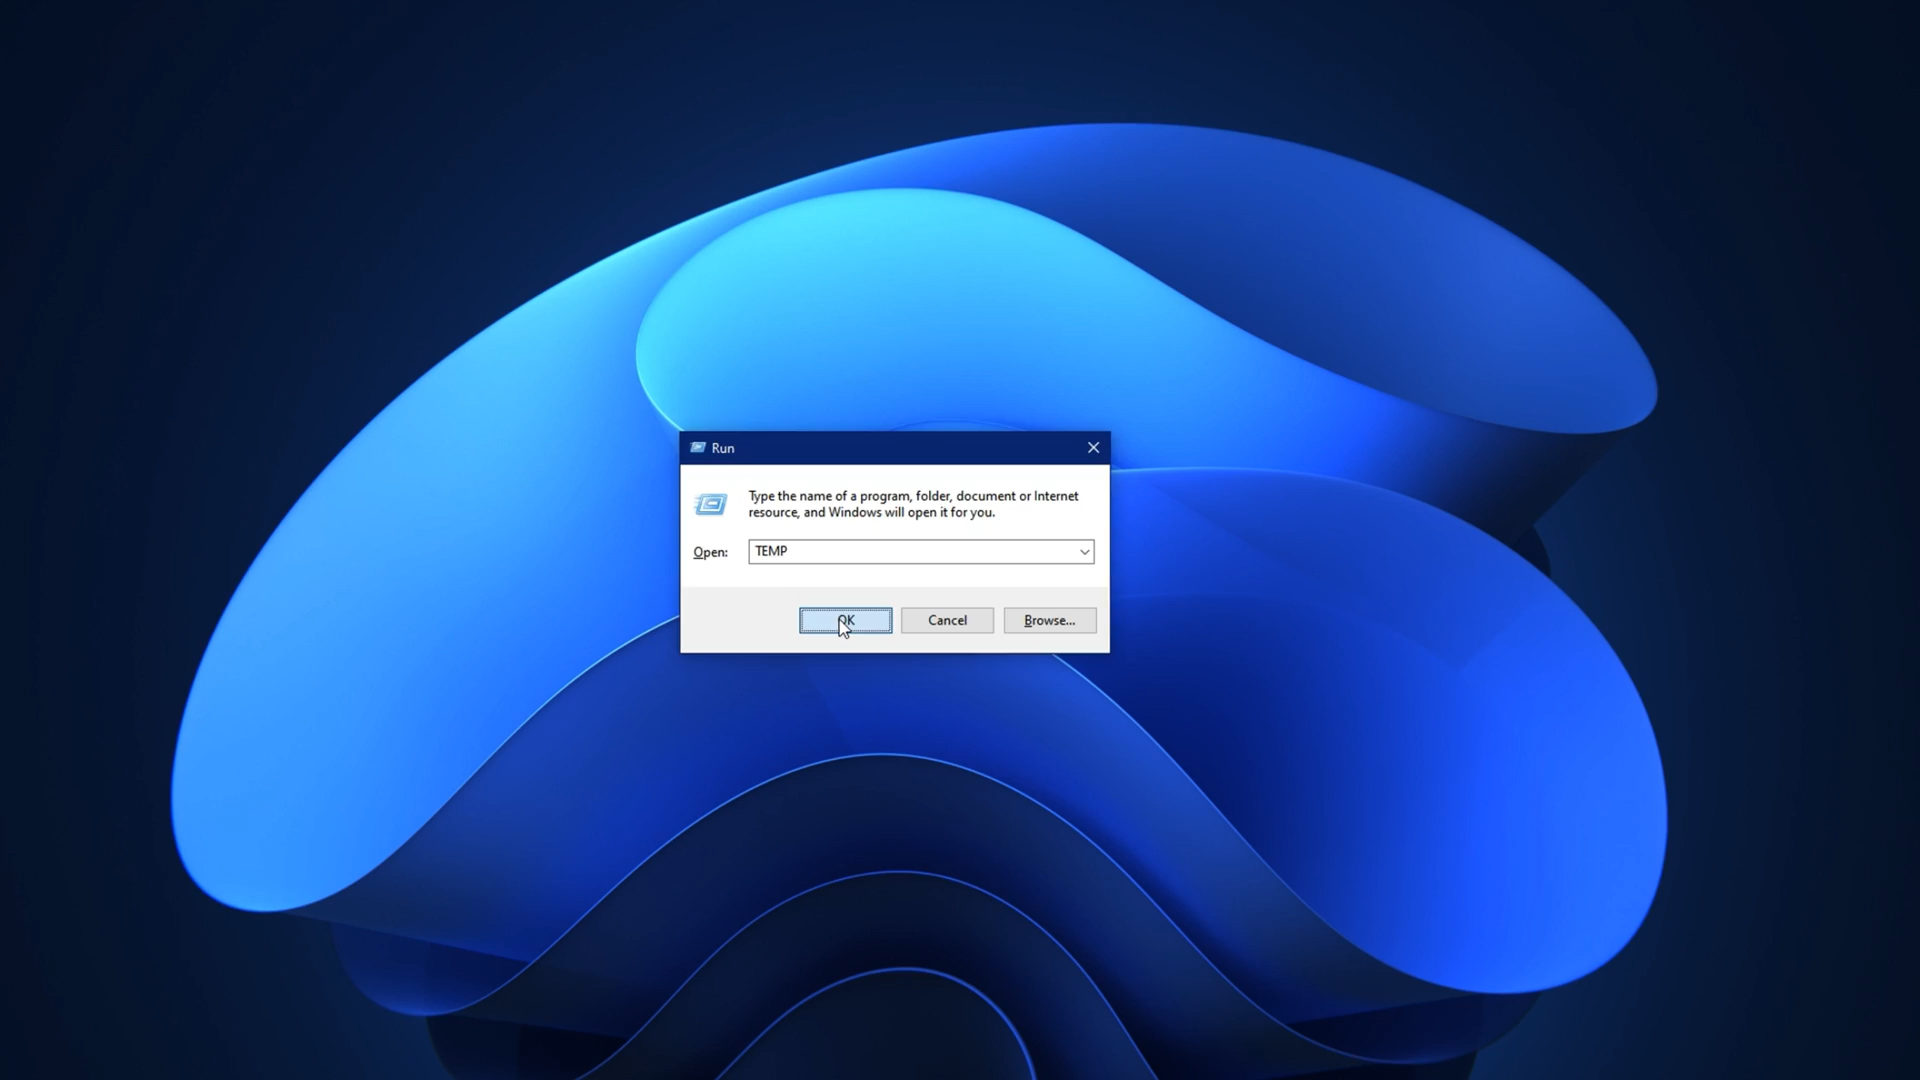 Run
Type the name of a program, folder, document or Internet
resource, and Windows will open it for you.
Open:
TEMP
OK
Cancel
Browse...